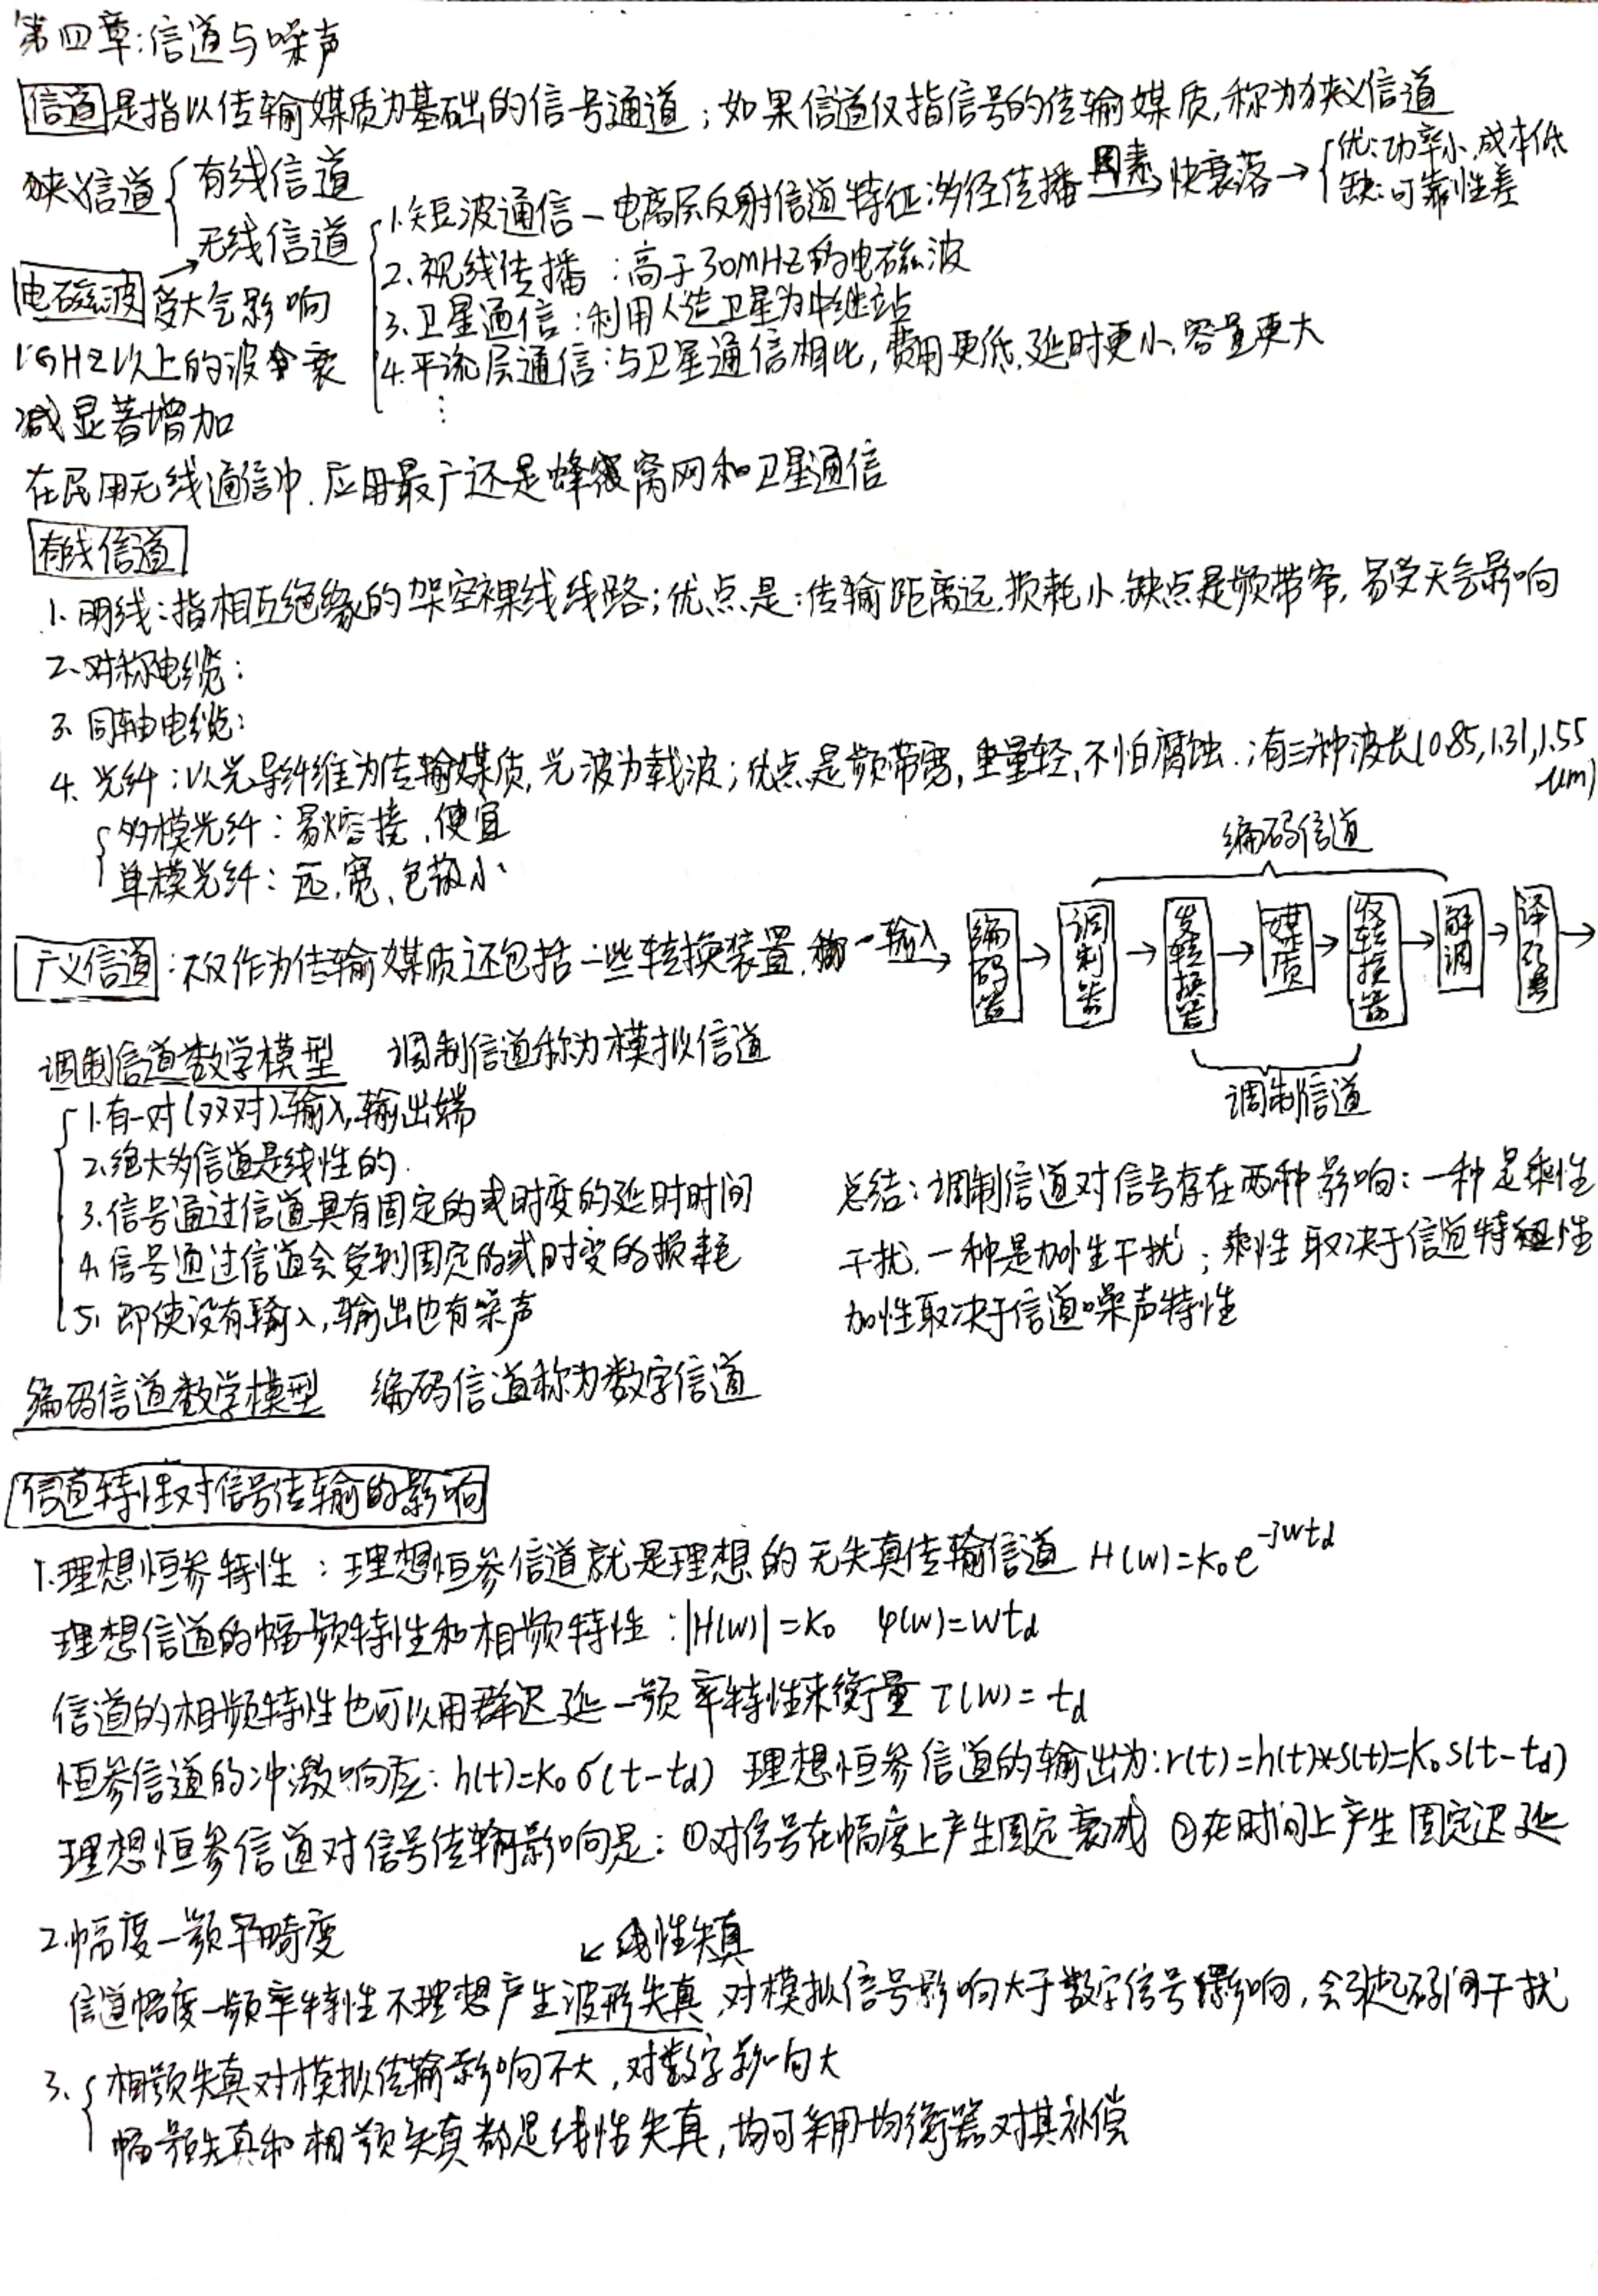 第四章:信道与噪声
信道是指以传输媒质为基础的信号通道;如果信道仅指信号的传输媒质,称为狭义信道
狭义信道 有线信道
无线信道
1.短波通信—电离层反射信道特征:多径传播 因素→ 快衰落→ 优:功率小,成本低
缺:可靠性差
2.视线传播:高于30MHZ的电磁波
3.卫星通信:利用人造卫星为中继站
4.平流层通信:与卫星通信相比,费用更低,延时更小,容量更大
⋮
电磁波受大气影响
1GHZ以上的波会衰
减显著增加
在民用无线通信中,应用最广还是蜂窝网和卫星通信
有线信道
1.明线:指相互绝缘的架空裸线线路;优点是:传输距离远,损耗小,缺点是频带窄,易受天气影响
2.对称电缆:
3.同轴电缆:
4.光纤:以光导纤维为传输媒质,光波为载波;优点是频带宽,重量轻,不怕腐蚀.;有三种波长(0.85,1.31,1.55
um)
多模光纤:易熔接,便宜
单模光纤:远,宽,色散小
广义信道:不仅作为传输媒质还包括一些转换装置,
编码信道
输入→ 编码器→ 调制器→ 发转换器→ 媒质→ 收转换器→ 解调→ 译码器→
调制信道
调制信道数学模型 调制信道称为模拟信道
1.有一对(或对)输入,输出端
2.绝大多信道是线性的.
3.信号通过信道具有固定的或时变的延时时间
4.信号通过信道会受到固定的或时变的损耗
5.即使没有输入,输出也有噪声
总结:调制信道对信号存在两种影响:一种是乘性
干扰,一种是加性干扰;乘性取决于信道特性
加性取决于信道噪声特性
编码信道数学模型 编码信道称为数字信道
信道特性对信号传输的影响
1.理想恒参特性:理想恒参信道就是理想的无失真传输信道 H(w)=K₀e^{-jwtd}
理想信道的幅频特性和相频特性:|H(w)|=K₀ φ(w)=wtd
信道的相频特性也可以用群迟延—频率特性来衡量 τ(w)=td
恒参信道的冲激响应:h(t)=K₀σ(t-td) 理想恒参信道的输出为:r(t)=h(t)*s(t)=K₀s(t-td)
理想恒参信道对信号传输影响是:①对信号在幅度上产生固定衰减 ②在时间上产生固定迟延
2.幅度—频率畸变
↙线性失真
信道幅度—频率特性不理想产生波形失真,对模拟信号影响大于数字信号影响,会引起码间干扰
3. 相频失真对模拟传输影响不大,对数字影响大
幅频失真和相频失真都是线性失真,均可采用均衡器对其补偿